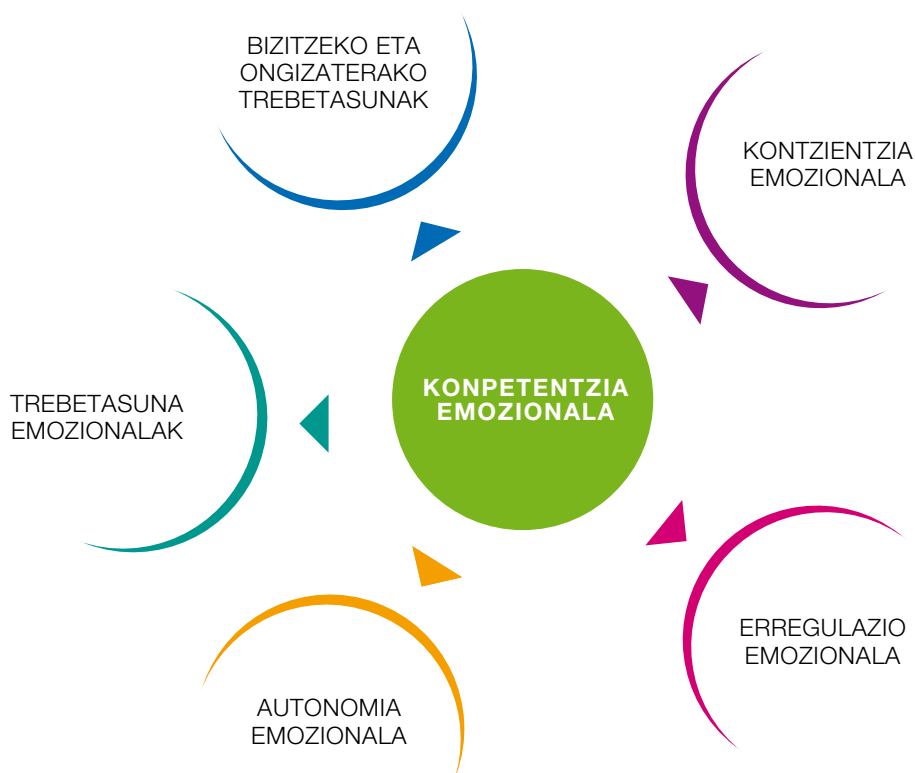 BIZITZEKO ETA
ONGIZATERAKO
TREBETASUNAK
KONTZIENTZIA
EMOZIONALA
KONPETENTZIA
EMOZIONALA
TREBETASUNA
EMOZIONALAK
ERREGULAZIO
EMOZIONALA
AUTONOMIA
EMOZIONALA